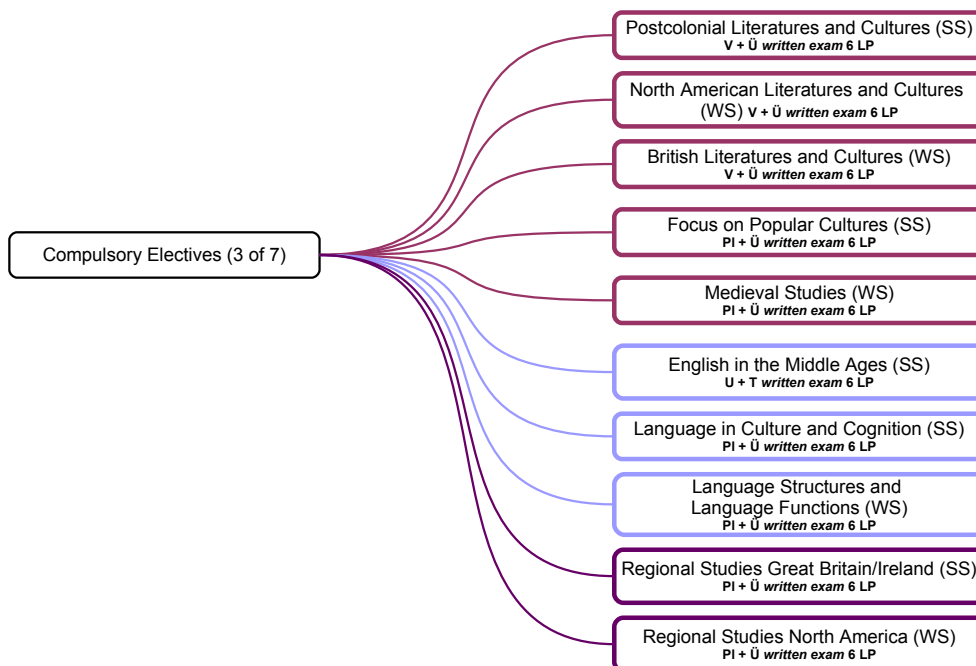 Postcolonial Literatures and Cultures (SS)
V + Ü written exam 6 LP
North American Literatures and Cultures
(WS) V + Ü written exam 6 LP
British Literatures and Cultures (WS)
V + Ü written exam 6 LP
Focus on Popular Cultures (SS)
PI + Ü written exam 6 LP
Compulsory Electives (3 of 7)
Medieval Studies (WS)
PI + Ü written exam 6 LP
English in the Middle Ages (SS)
U + T written exam 6 LP
Language in Culture and Cognition (SS)
PI + Ü written exam 6 LP
Language Structures and
Language Functions (WS)
PI + Ü written exam 6 LP
Regional Studies Great Britain/Ireland (SS)
PI + Ü written exam 6 LP
Regional Studies North America (WS)
PI + Ü written exam 6 LP